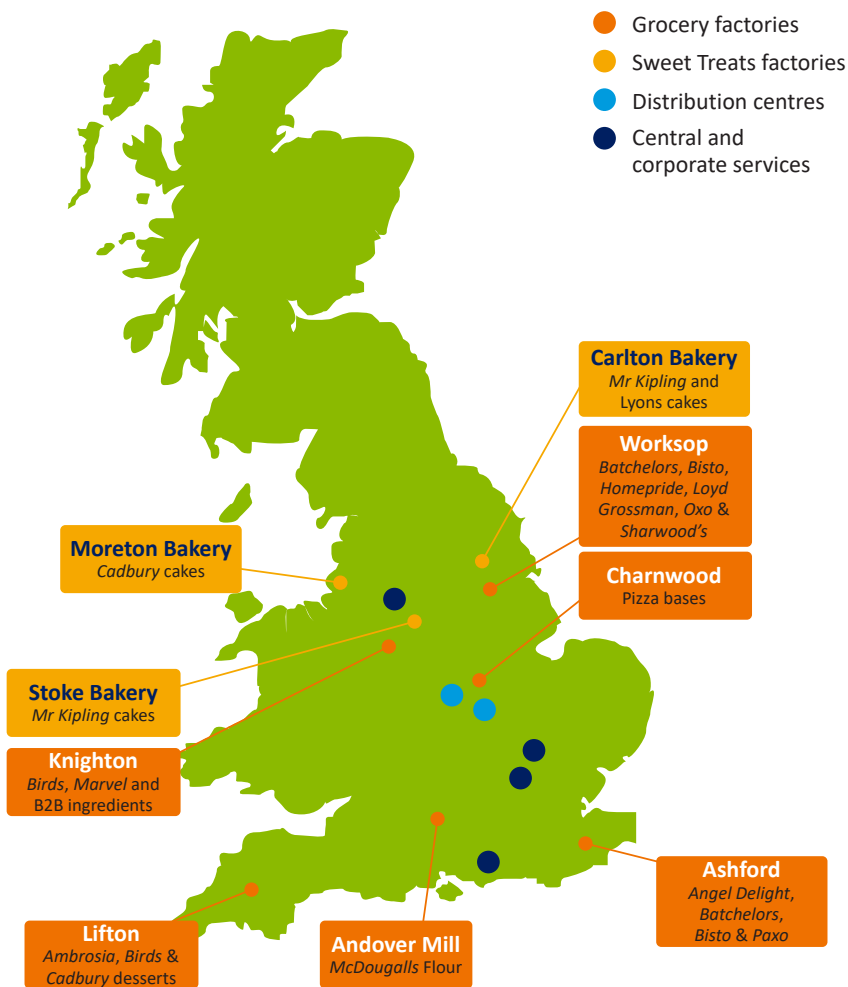 Grocery factories
Sweet Treats factories
Distribution centres
Central and
corporate services
Carlton Bakery
Mr Kipling and
Lyons cakes
Worksop
Batchelors, Bisto,
Homepride, Loyd
Grossman, Oxo &
Sharwood’s
Moreton Bakery
Cadbury cakes
Charnwood
Pizza bases
Stoke Bakery
Mr Kipling cakes
Knighton
Birds, Marvel and
B2B ingredients
Ashford
Angel Delight,
Batchelors,
Bisto & Paxo
Lifton
Ambrosia, Birds &
Cadbury desserts
Andover Mill
McDougalls Flour